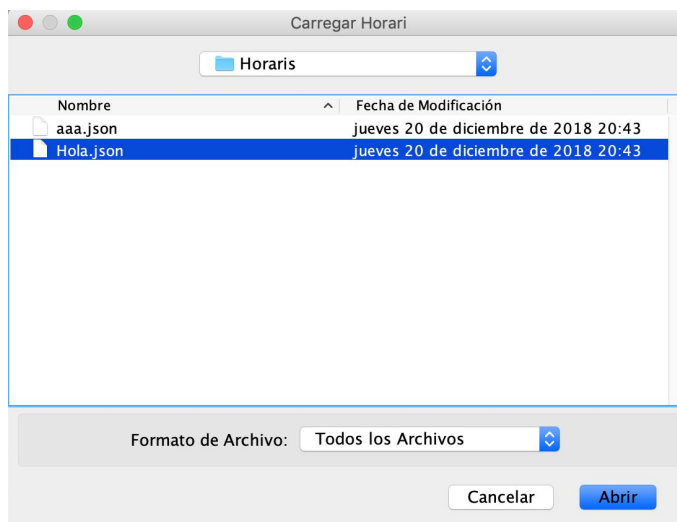 Carregar Horari
Horaris
Nombre Fecha de Modificación
aaa.json jueves 20 de diciembre de 2018 20:43
Hola.json jueves 20 de diciembre de 2018 20:43
Formato de Archivo: Todos los Archivos
Cancelar Abrir